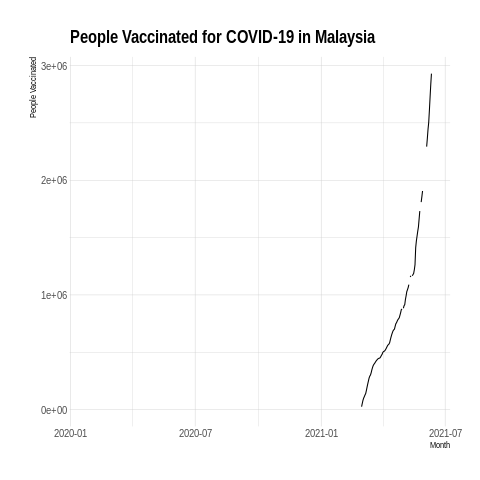 People Vaccinated for COVID-19 in Malaysia
People Vaccinated
3e+06
2e+06
1e+06
0e+00
2020-01
2020-07
2021-01
2021-07
Month